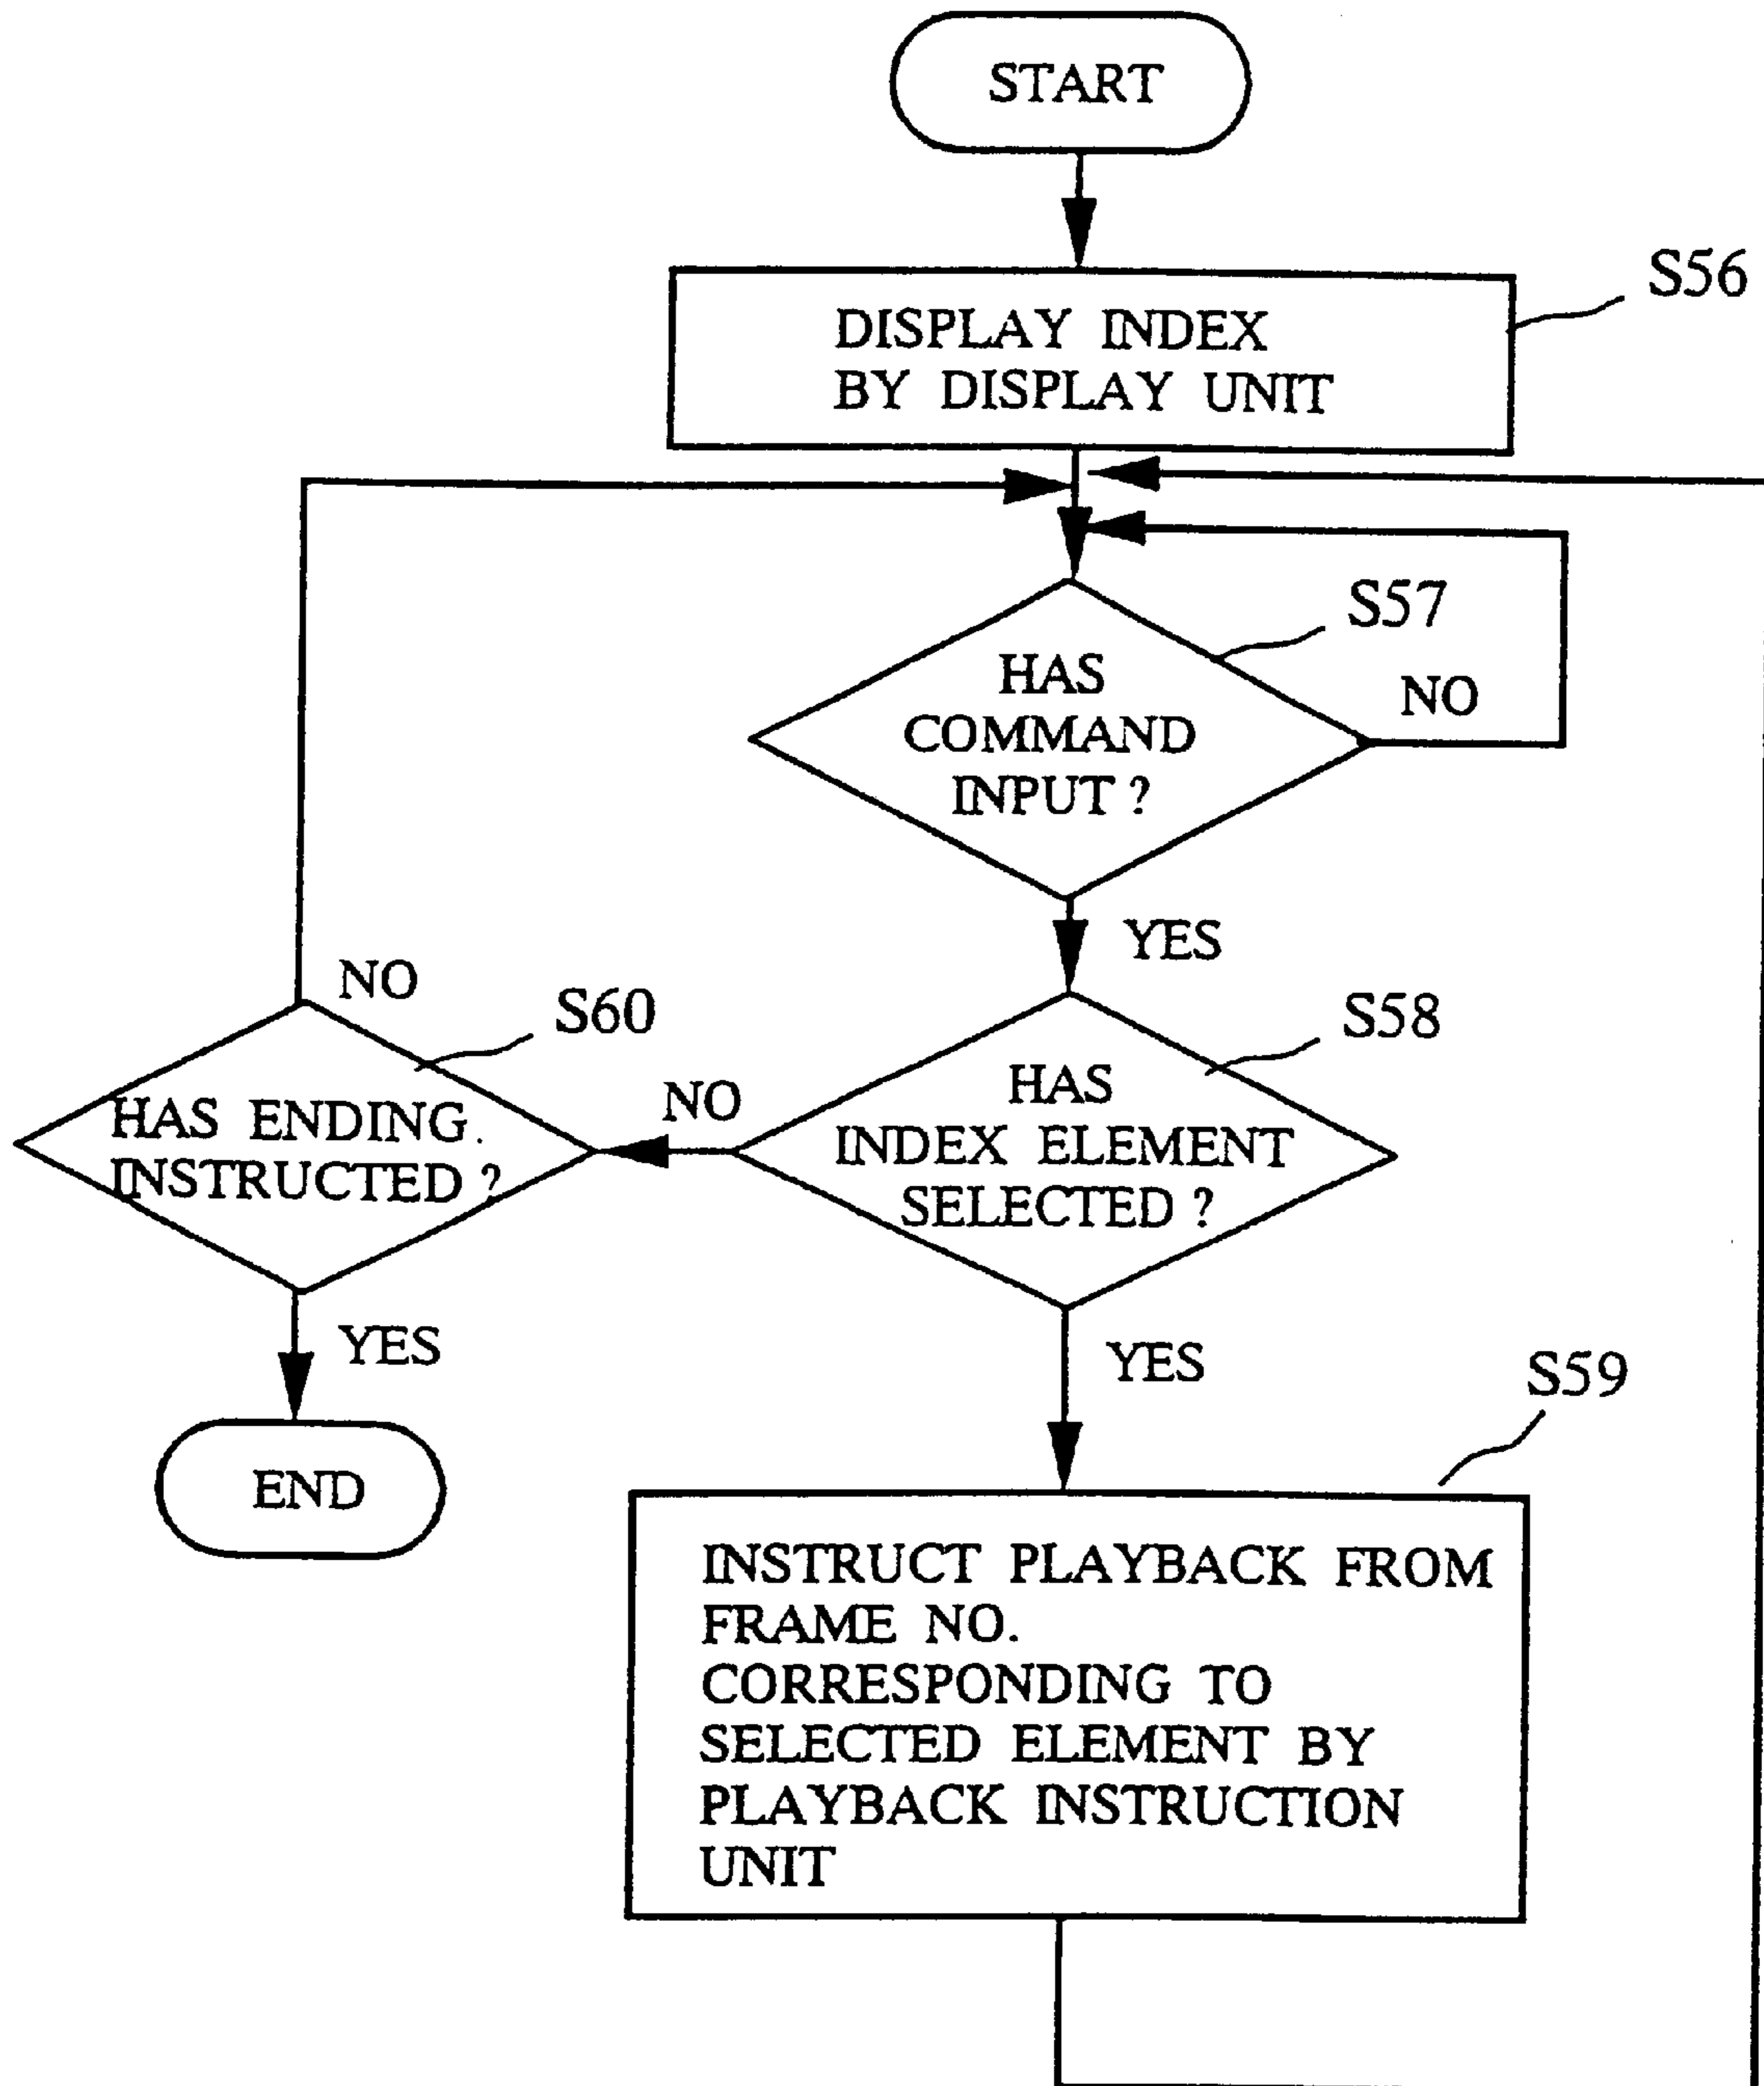 START
S56
DISPLAY INDEX
BY DISPLAY UNIT
S57
HAS
COMMAND
INPUT ?
NO
YES
NO
S60
S58
HAS ENDING.
INSTRUCTED ?
NO
HAS
INDEX ELEMENT
SELECTED ?
YES
YES
S59
END
INSTRUCT PLAYBACK FROM
FRAME NO.
CORRESPONDING TO
SELECTED ELEMENT BY
PLAYBACK INSTRUCTION
UNIT